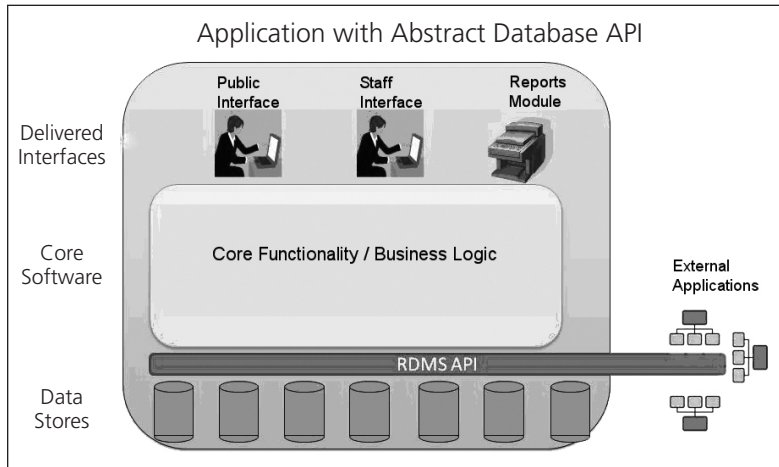 Application with Abstract Database API
Public
Interface
Staff
Interface
Reports
Module
Delivered
Interfaces
Core
Software
Core Functionality / Business Logic
External
Applications
RDMS API
Data
Stores